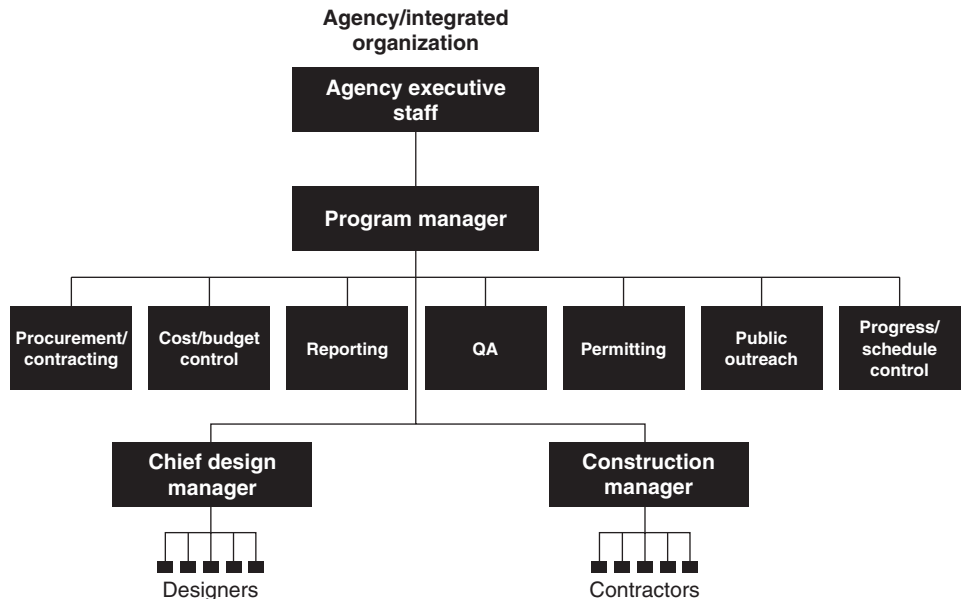 Agency/integrated
organization
Agency executive
staff
Program manager
Procurement/
contracting
Cost/budget
control
Reporting
QA
Permitting
Public
outreach
Progress/
schedule
control
Chief design
manager
Construction
manager
Designers
Contractors